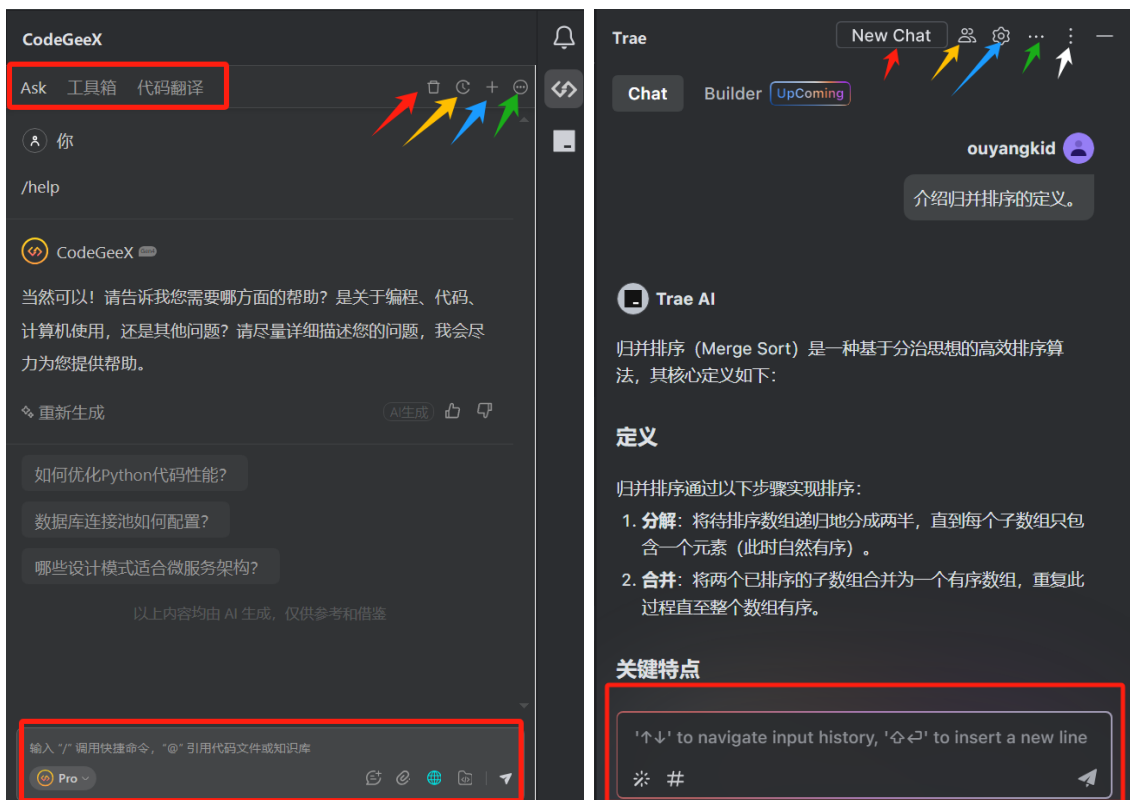 CodeGeeX
Ask 工具箱 代码翻译
你
/help
CodeGeeX
当然可以！请告诉我您需要哪方面的帮助？是关于编程、代码、
计算机使用，还是其他问题？请尽量详细描述您的问题，我会尽
力为您提供帮助。
重新生成 AI生成
如何优化Python代码性能？
数据库连接池如何配置？
哪些设计模式适合微服务架构？
以上内容均由 AI 生成，仅供参考和借鉴
输入 "/" 调用快捷命令，"@" 引用代码文件或知识库
Pro
Trae New Chat
Chat Builder UpComing
ouyangkid
介绍归并排序的定义。
Trae AI
归并排序（Merge Sort）是一种基于分治思想的高效排序算
法，其核心定义如下：
定义
归并排序通过以下步骤实现排序：
1. 分解：将待排序数组递归地分成两半，直到每个子数组只包
含一个元素（此时自然有序）。
2. 合并：将两个已排序的子数组合并为一个有序数组，重复此
过程直至整个数组有序。
关键特点
'↑↓' to navigate input history, '⇧⏎' to insert a new line
#